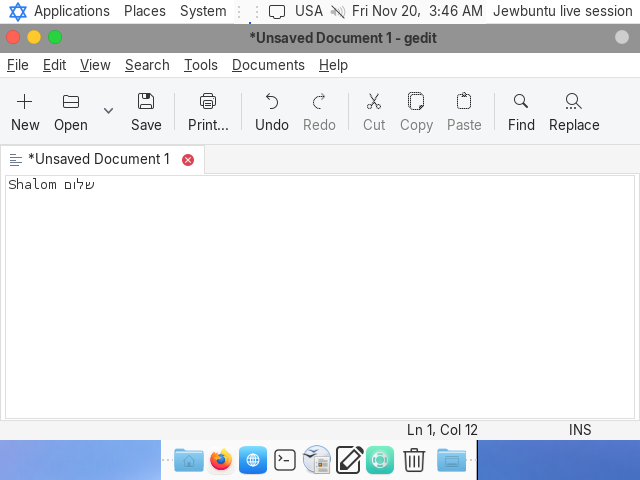 Applications Places System USA Fri Nov 20, 3:46 AM Jewbuntu live session
*Unsaved Document 1 - gedit
File Edit View Search Tools Documents Help
New Open Save Print... Undo Redo Cut Copy Paste Find Replace
*Unsaved Document 1
Shalom שלום
Ln 1, Col 12 INS